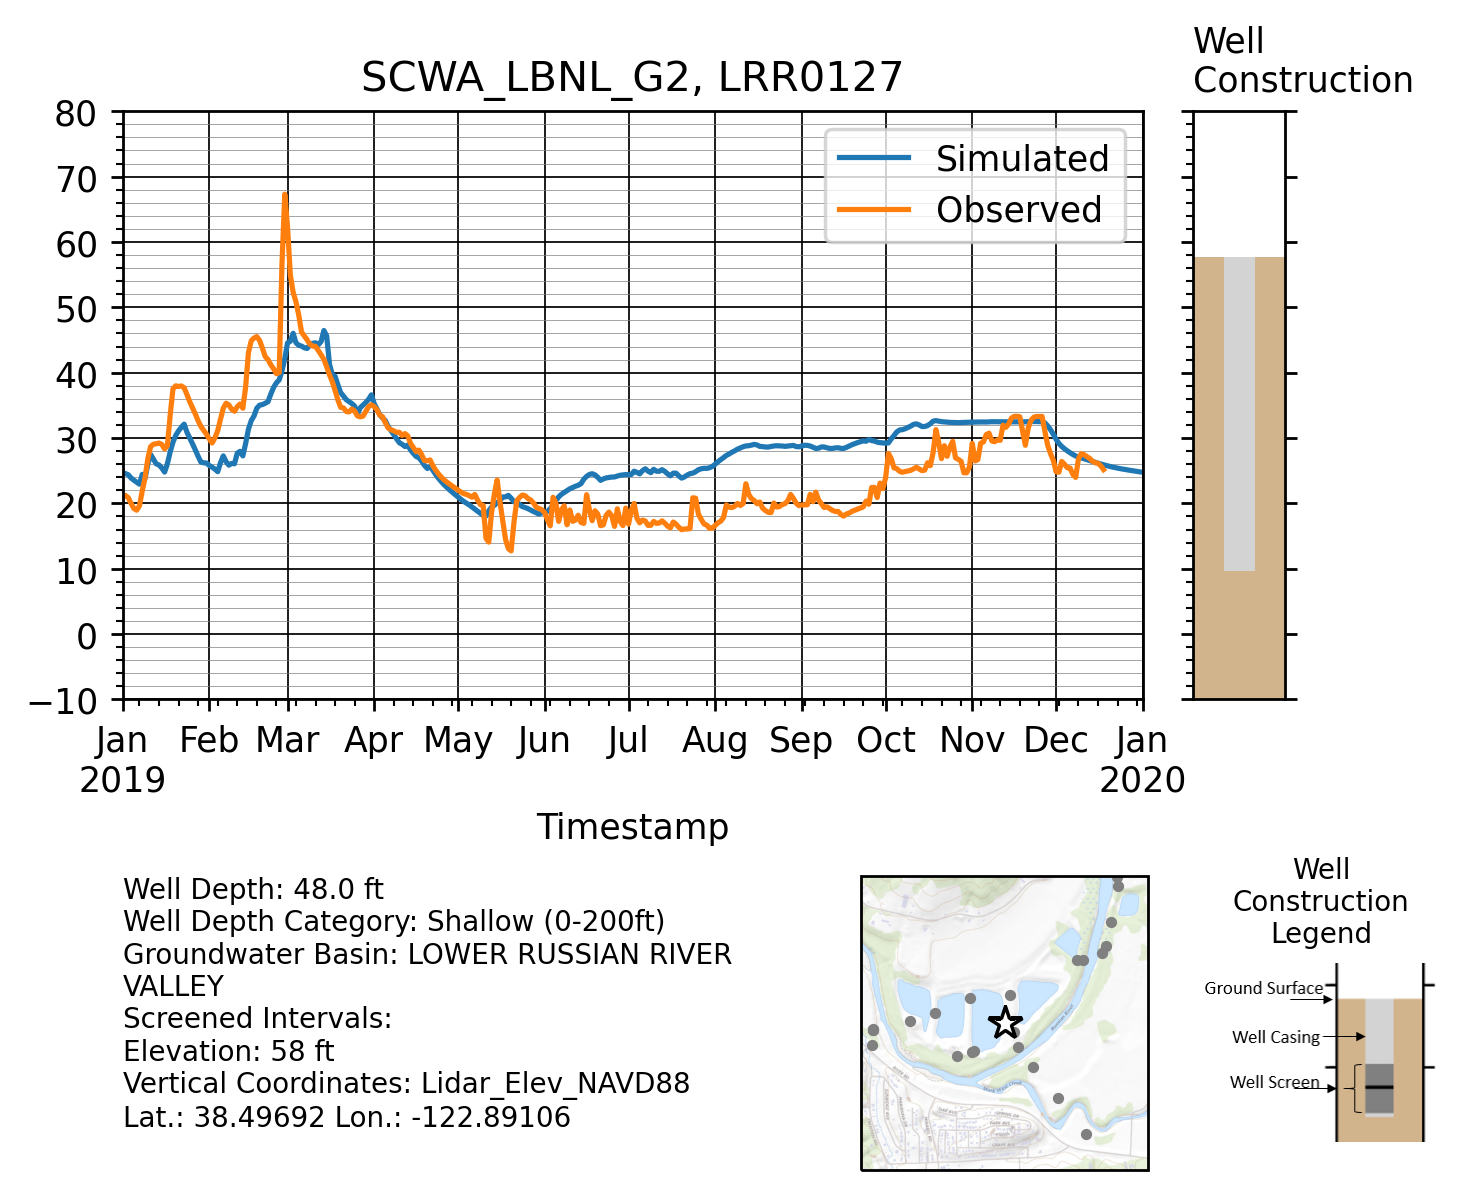 Well
Construction
SCWA_LBNL_G2, LRR0127
80
70
60
50
40
30
20
10
0
−10
Simulated
Observed
Jan Feb Mar Apr May Jun Jul Aug Sep Oct Nov Dec Jan
2019 2020
Timestamp
Well Depth: 48.0 ft
Well Depth Category: Shallow (0-200ft)
Groundwater Basin: LOWER RUSSIAN RIVER
VALLEY
Screened Intervals:
Elevation: 58 ft
Vertical Coordinates: Lidar_Elev_NAVD88
Lat.: 38.49692 Lon.: -122.89106
Well
Construction
Legend
Ground Surface
Well Casing
Well Screen